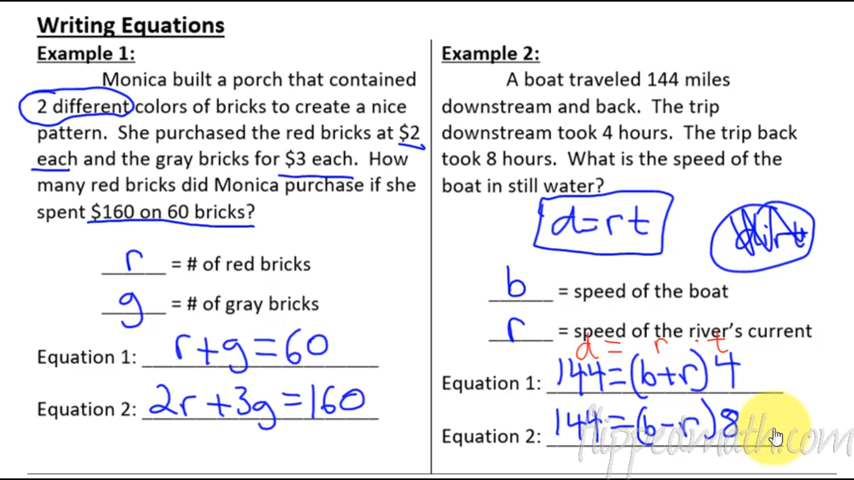 Writing Equations
Example 1:
Monica built a porch that contained
2 different colors of bricks to create a nice
pattern. She purchased the red bricks at $2
each and the gray bricks for $3 each. How
many red bricks did Monica purchase if she
spent $160 on 60 bricks?
r = # of red bricks
g = # of gray bricks
Equation 1: r+g=60
Equation 2: 2r+3g=160
Example 2:
A boat traveled 144 miles
downstream and back. The trip
downstream took 4 hours. The trip back
took 8 hours. What is the speed of the
boat in still water?
d=rt
b = speed of the boat
r = speed of the river's current
d = r · t
Equation 1: 144=(b+r)4
Equation 2: 144=(b-r)8
flippedmath.com